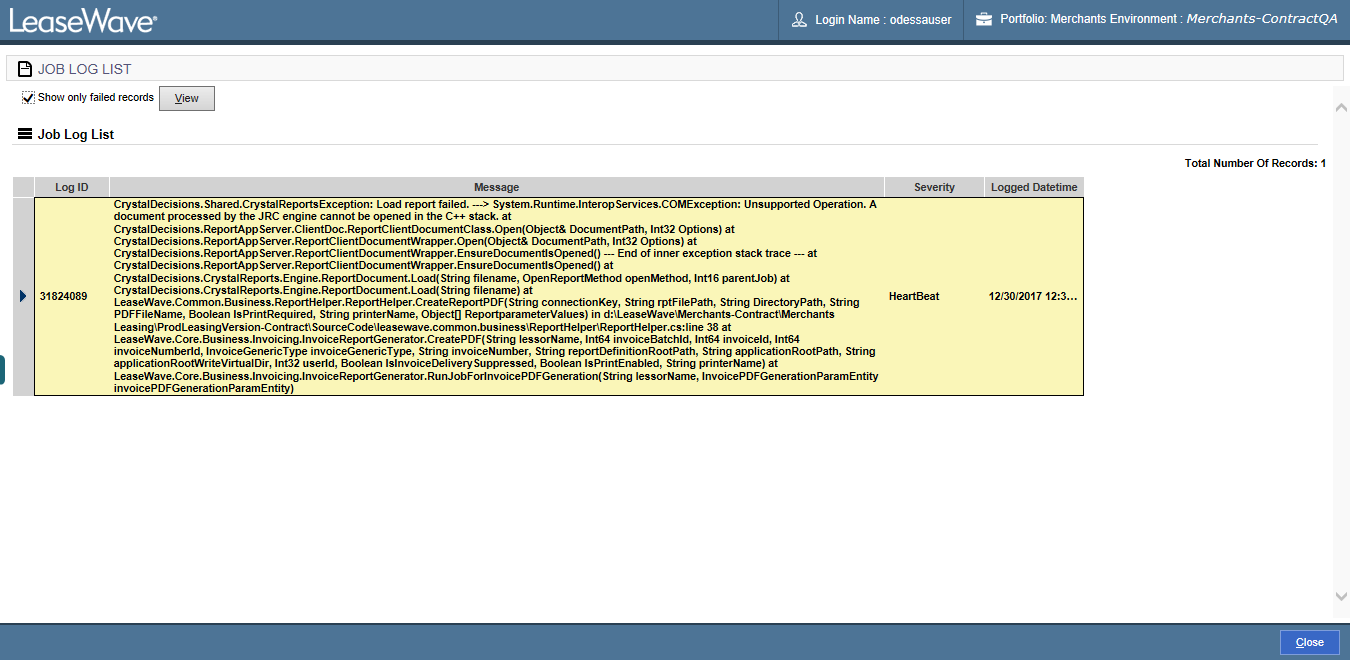 LeaseWave®
Login Name : odessauser
Portfolio: Merchants Environment : Merchants-ContractQA
JOB LOG LIST
Show only failed records
View
Job Log List
Total Number Of Records: 1
Log ID
Message
Severity
Logged Datetime
31824089
CrystalDecisions.Shared.CrystalReportsException: Load report failed. ---> System.Runtime.InteropServices.COMException: Unsupported Operation. A
document processed by the JRC engine cannot be opened in the C++ stack. at
CrystalDecisions.ReportAppServer.ClientDoc.ReportClientDocumentClass.Open(Object& DocumentPath, Int32 Options) at
CrystalDecisions.ReportAppServer.ReportClientDocumentWrapper.Open(Object& DocumentPath, Int32 Options) at
CrystalDecisions.ReportAppServer.ReportClientDocumentWrapper.EnsureDocumentIsOpened() --- End of inner exception stack trace --- at
CrystalDecisions.ReportAppServer.ReportClientDocumentWrapper.EnsureDocumentIsOpened() at
CrystalDecisions.CrystalReports.Engine.ReportDocument.Load(String filename, OpenReportMethod openMethod, Int16 parentJob) at
CrystalDecisions.CrystalReports.Engine.ReportDocument.Load(String filename) at
LeaseWave.Common.Business.ReportHelper.ReportHelper.CreateReportPDF(String connectionKey, String rptFilePath, String DirectoryPath, String
PDFFileName, Boolean IsPrintRequired, String printerName, Object[] ReportparameterValues) in d:\LeaseWave\Merchants-Contract\Merchants
Leasing\ProdLeasingVersion-Contract\SourceCode\leasewave.common.business\ReportHelper\ReportHelper.cs:line 38 at
LeaseWave.Core.Business.Invoicing.InvoiceReportGenerator.CreatePDF(String lessorName, Int64 invoiceBatchId, Int64 invoiceId, Int64
invoiceNumberId, InvoiceGenericType invoiceGenericType, String invoiceNumber, String reportDefinitionRootPath, String applicationRootPath, String
applicationRootWriteVirtualDir, Int32 userId, Boolean IsInvoiceDeliverySuppressed, Boolean IsPrintEnabled, String printerName) at
LeaseWave.Core.Business.Invoicing.InvoiceReportGenerator.RunJobForInvoicePDFGeneration(String lessorName, InvoicePDFGenerationParamEntity
invoicePDFGenerationParamEntity)
HeartBeat
12/30/2017 12:3...
Close